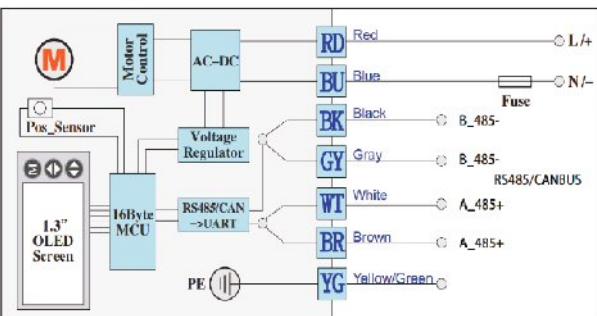 M
Motor
Control
AC-DC
RD Red L/+
BU Blue N/-
Fuse
Pos_Sensor
Voltage
Regulator
BK Black B_485-
GY Gray B_485-
RS485/CANBUS
M
1.3"
OLED
Screen
16Byte
MCU
RS485/CAN
->UART
WT White A_485+
BR Brown A_485+
PE
YG Yellow/Green